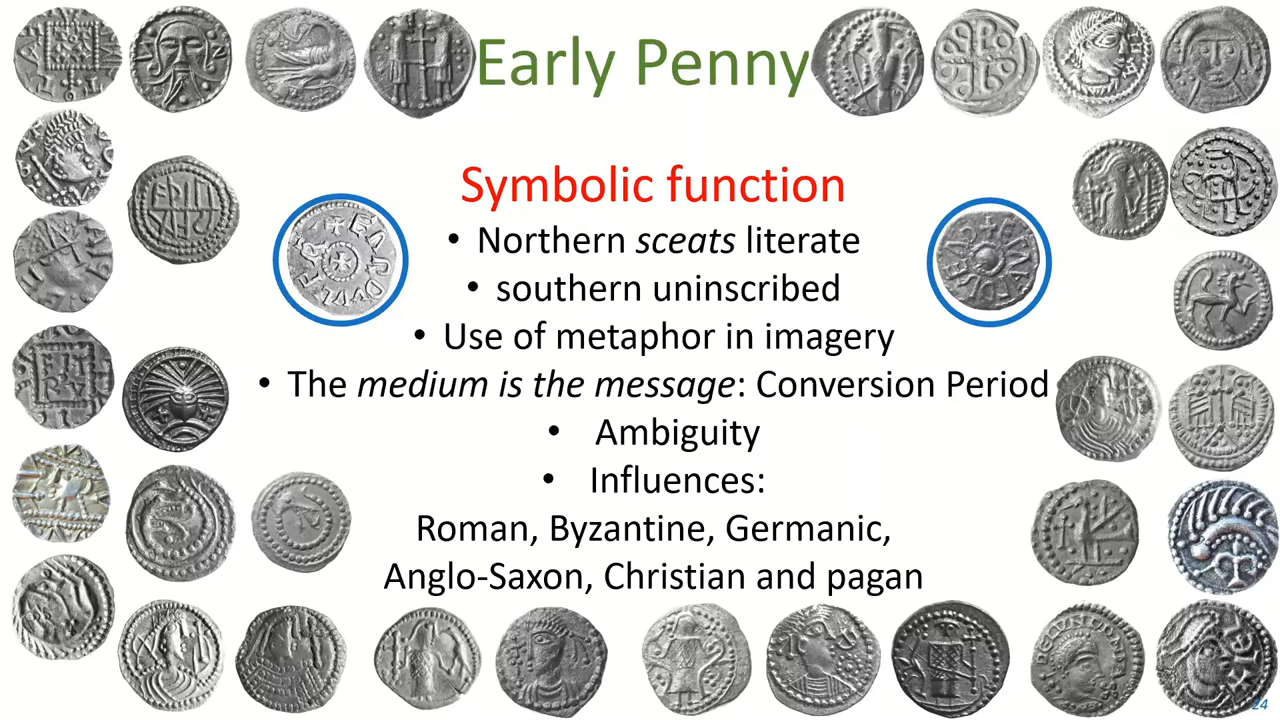 Early Penny
Symbolic function
• Northern sceats literate
• southern uninscribed
• Use of metaphor in imagery
• The medium is the message: Conversion Period
• Ambiguity
• Influences:
Roman, Byzantine, Germanic,
Anglo-Saxon, Christian and pagan
24